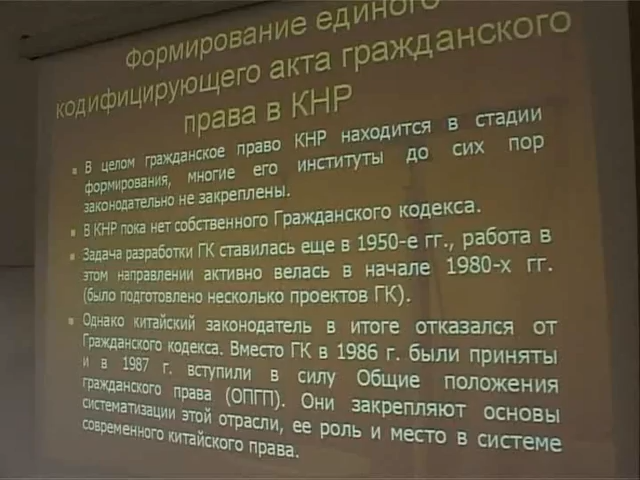 Формирование единого
кодифицирующего акта гражданского
права в КНР
В целом гражданское право КНР находится в стадии
формирования, многие его институты до сих пор
законодательно не закреплены.
В КНР пока нет собственного Гражданского кодекса.
Задача разработки ГК ставилась еще в 1950-е гг., работа в
этом направлении активно велась в начале 1980-х гг.
(было подготовлено несколько проектов ГК).
Однако китайский законодатель в итоге отказался от
Гражданского кодекса. Вместо ГК в 1986 г. были приняты
и в 1987 г. вступили в силу Общие положения
гражданского права (ОПГП). Они закрепляют основы
систематизации этой отрасли, ее роль и место в системе
современного китайского права.